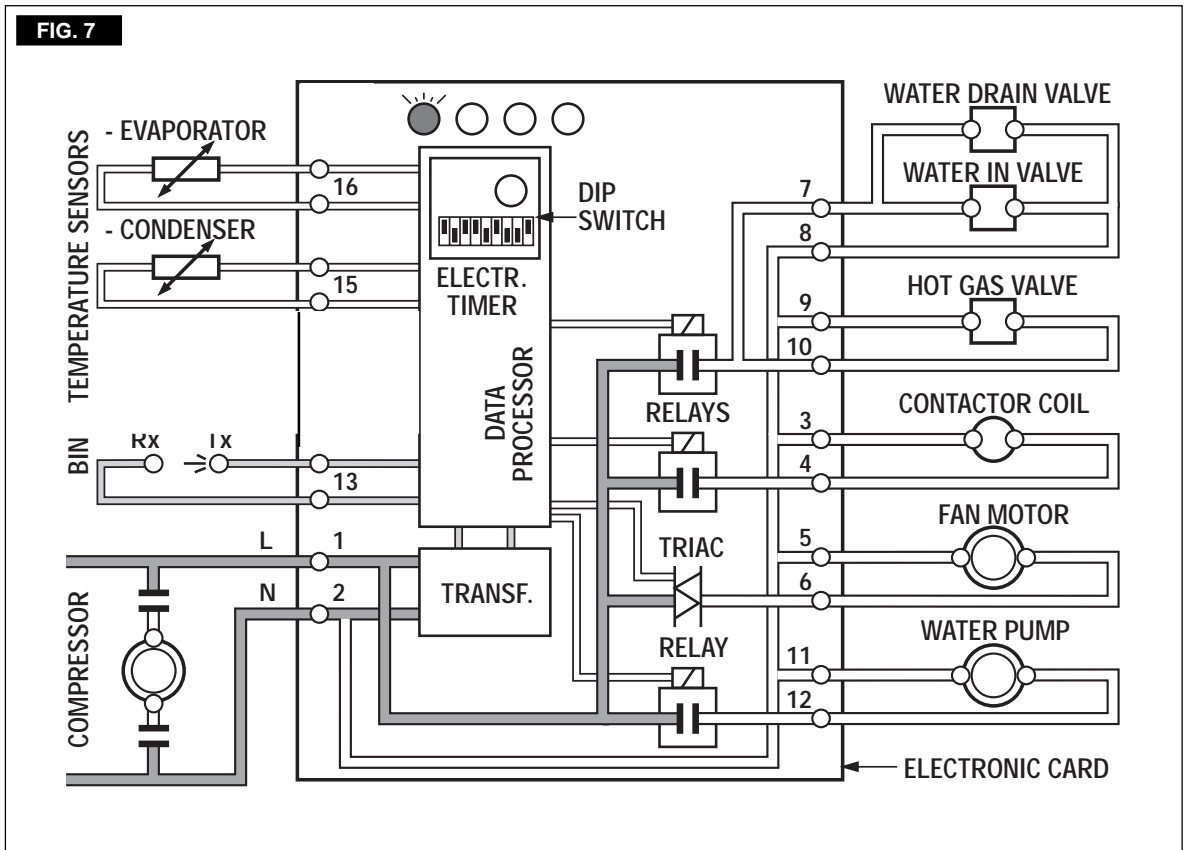 FIG. 7
WATER DRAIN VALVE
- EVAPORATOR
TEMPERATURE SENSORS
16
DIP
SWITCH
7
WATER IN VALVE
- CONDENSER
8
15
ELECTR.
TIMER
HOT GAS VALVE
9
10
DATA
PROCESSOR
RELAYS
CONTACTOR COIL
3
4
BIN
Rx
Tx
13
FAN MOTOR
L
1
TRIAC
5
N
2
TRANSF.
6
COMPRESSOR
RELAY
WATER PUMP
11
12
ELECTRONIC CARD